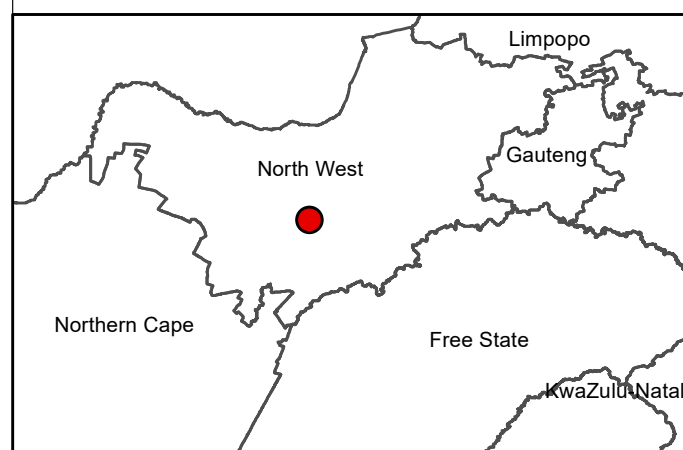 Limpopo
Gauteng
North West
Northern Cape
Free State
KwaZulu-Natal